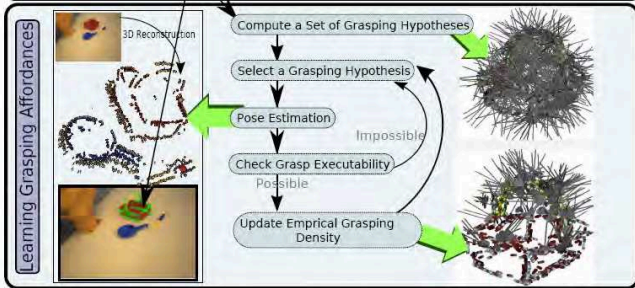 Learning Grasping Affordances
3D Reconstruction
Compute a Set of Grasping Hypotheses
Select a Grasping Hypothesis
Pose Estimation
Impossible
Check Grasp Executability
Possible
Update Emprical Grasping
Density